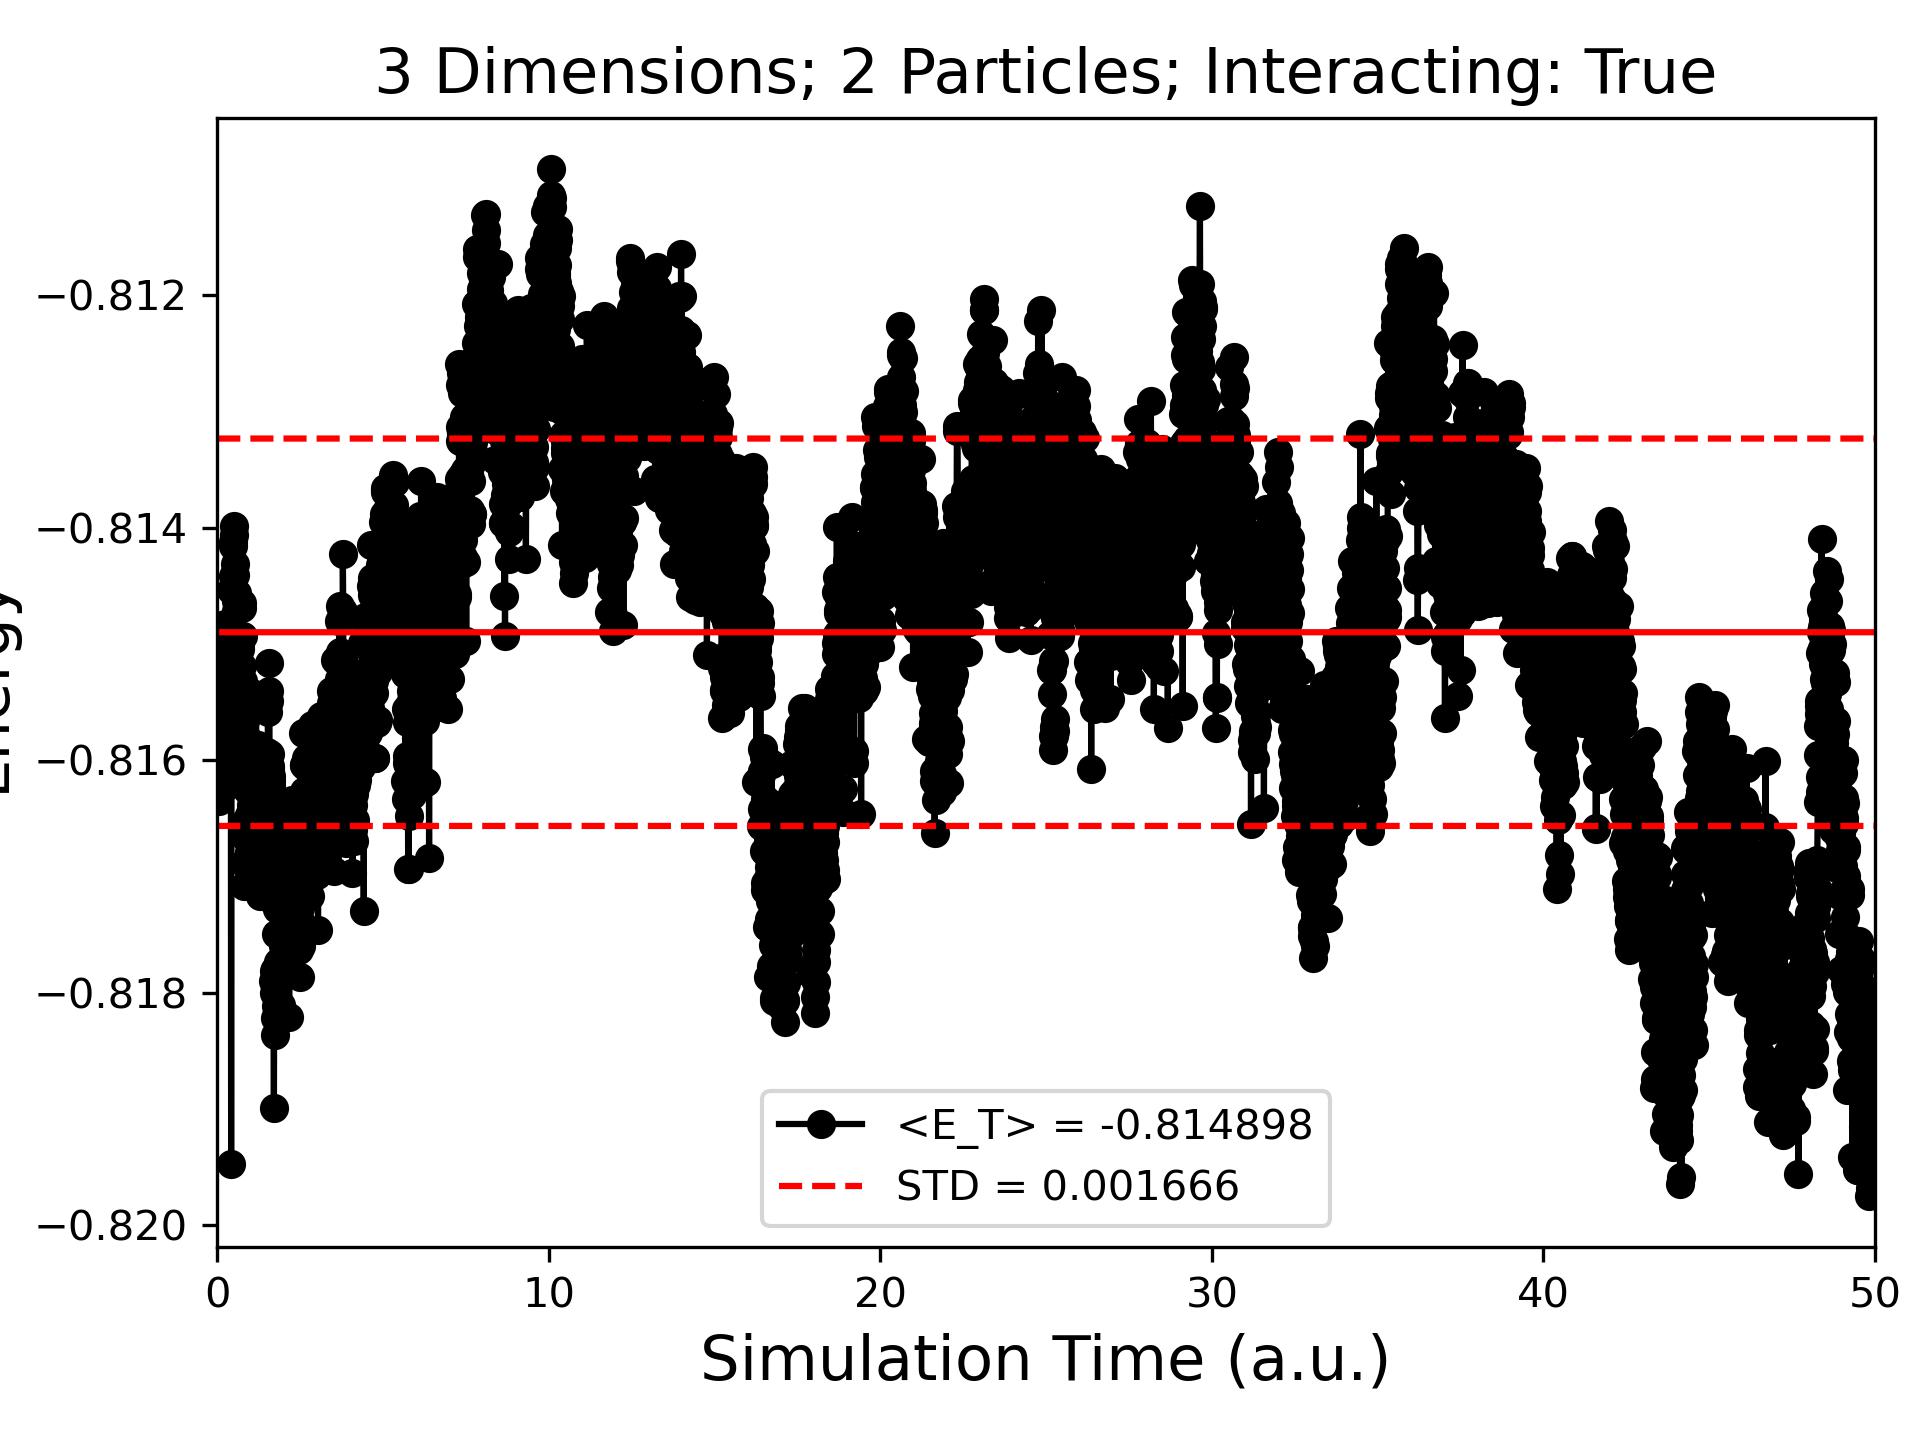 3 Dimensions; 2 Particles; Interacting: True
−0.812
−0.814
−0.816
−0.818
−0.820
<E_T> = -0.814898
STD = 0.001666
0 10 20 30 40 50
Simulation Time (a.u.)